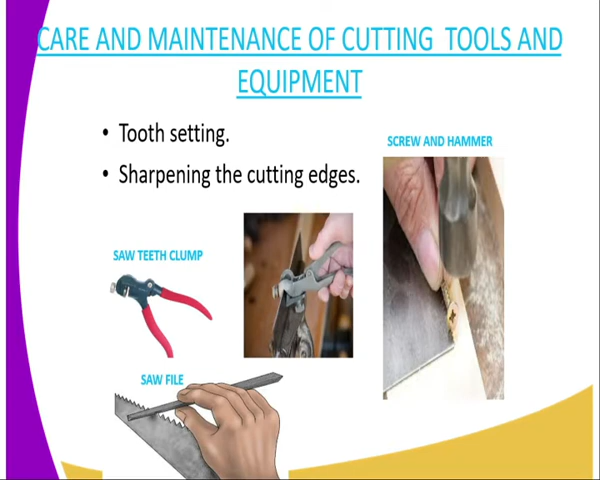 CARE AND MAINTENANCE OF CUTTING TOOLS AND
EQUIPMENT
• Tooth setting.
• Sharpening the cutting edges.
SCREW AND HAMMER
SAW TEETH CLUMP
SAW FILE